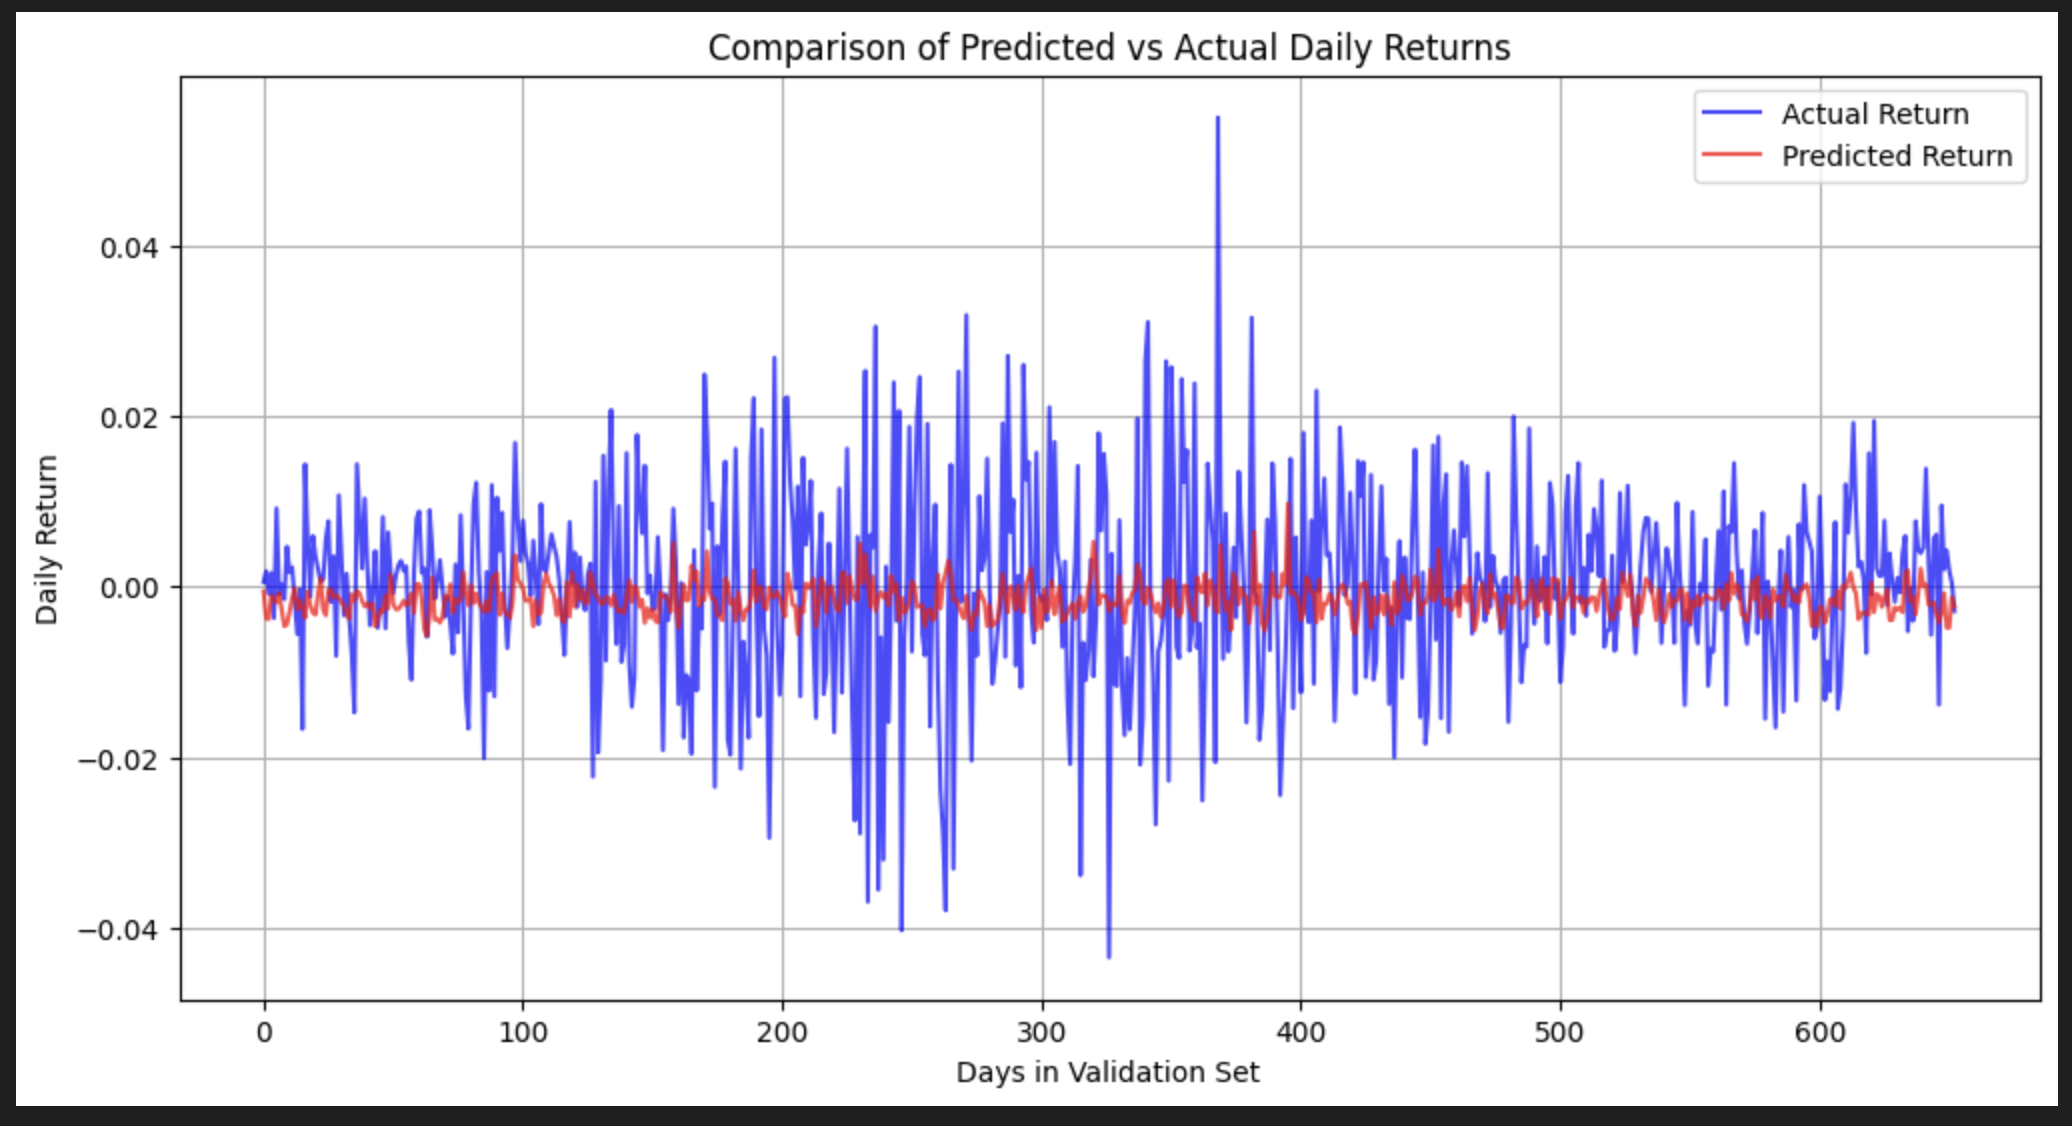 Comparison of Predicted vs Actual Daily Returns
Actual Return
Predicted Return
Daily Return
0.04
0.02
0.00
−0.02
−0.04
0 100 200 300 400 500 600
Days in Validation Set